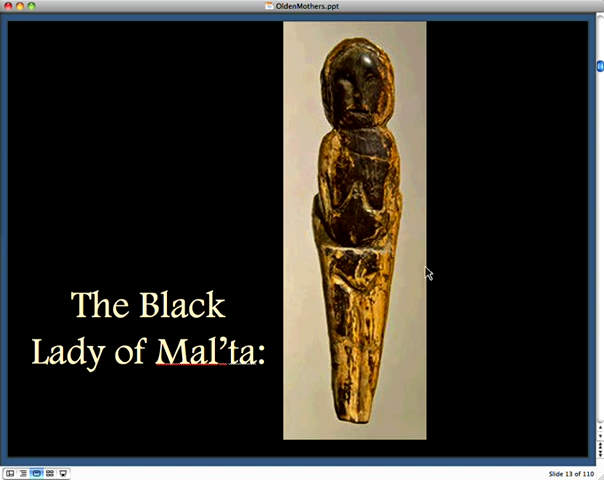 OldenMothers.ppt
The Black
Lady of Mal’ta:
Slide 13 of 110